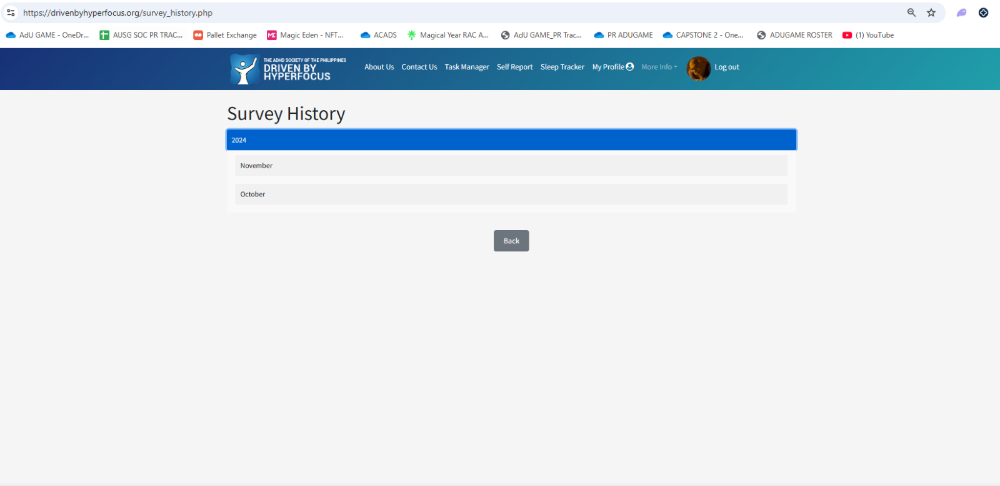 https://drivenbyhyperfocus.org/survey_history.php
AdU GAME - OneDr... AUSG SOC PR TRAC... Pallet Exchange Magic Eden - NFT... ACADS Magical Year RAC A... AdU GAME_PR Trac... PR ADUGAME CAPSTONE 2 - One... ADUGAME ROSTER (1) YouTube
THE ADHD SOCIETY OF THE PHILIPPINES
DRIVEN BY
HYPERFOCUS
About Us Contact Us Task Manager Self Report Sleep Tracker My Profile More Info Log out
Survey History
2024
November
October
Back